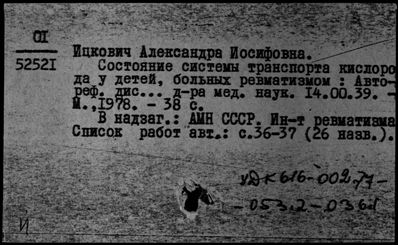 OI
52521
Ицкович Александра Иосифовна.
Состояние системы транспорта кислоро-
да у детей, больных ревматизмом : Авто-
реф. дис... д-ра мед. наук. 14.00.39. -
М.,1978. - 38 с.
В надзаг.: АМН СССР. Ин-т ревматизма
Список работ авт.: с.36-37 (26 назв.).
УДК 616-002.77-
-053.2-036.1
И